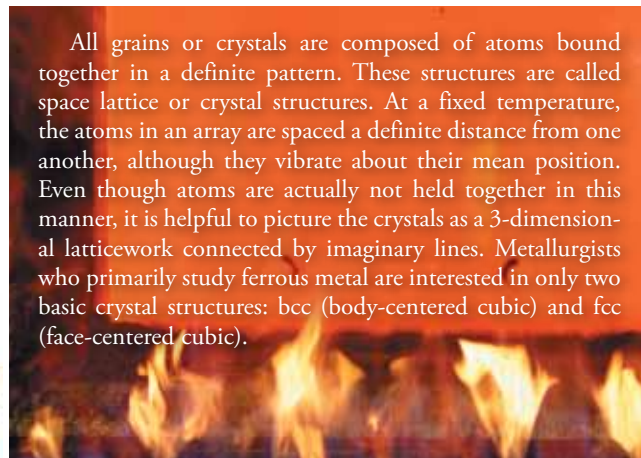 All grains or crystals are composed of atoms bound
together in a definite pattern. These structures are called
space lattice or crystal structures. At a fixed temperature,
the atoms in an array are spaced a definite distance from one
another, although they vibrate about their mean position.
Even though atoms are actually not held together in this
manner, it is helpful to picture the crystals as a 3-dimension-
al latticework connected by imaginary lines. Metallurgists
who primarily study ferrous metal are interested in only two
basic crystal structures: bcc (body-centered cubic) and fcc
(face-centered cubic).